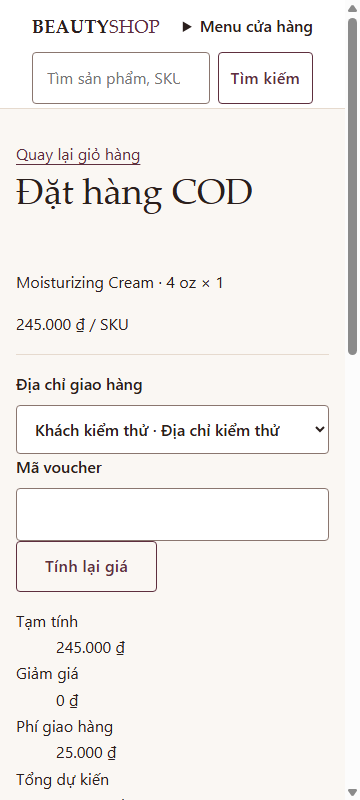 BEAUTYSHOP
▶ Menu cửa hàng
Tìm sản phẩm, SKU
Tìm kiếm
Quay lại giỏ hàng
Đặt hàng COD
Moisturizing Cream · 4 oz × 1
245.000 ₫ / SKU
Địa chỉ giao hàng
Khách kiểm thử · Địa chỉ kiểm thử
Mã voucher
Tính lại giá
Tạm tính
245.000 ₫
Giảm giá
0 ₫
Phí giao hàng
25.000 ₫
Tổng dự kiến